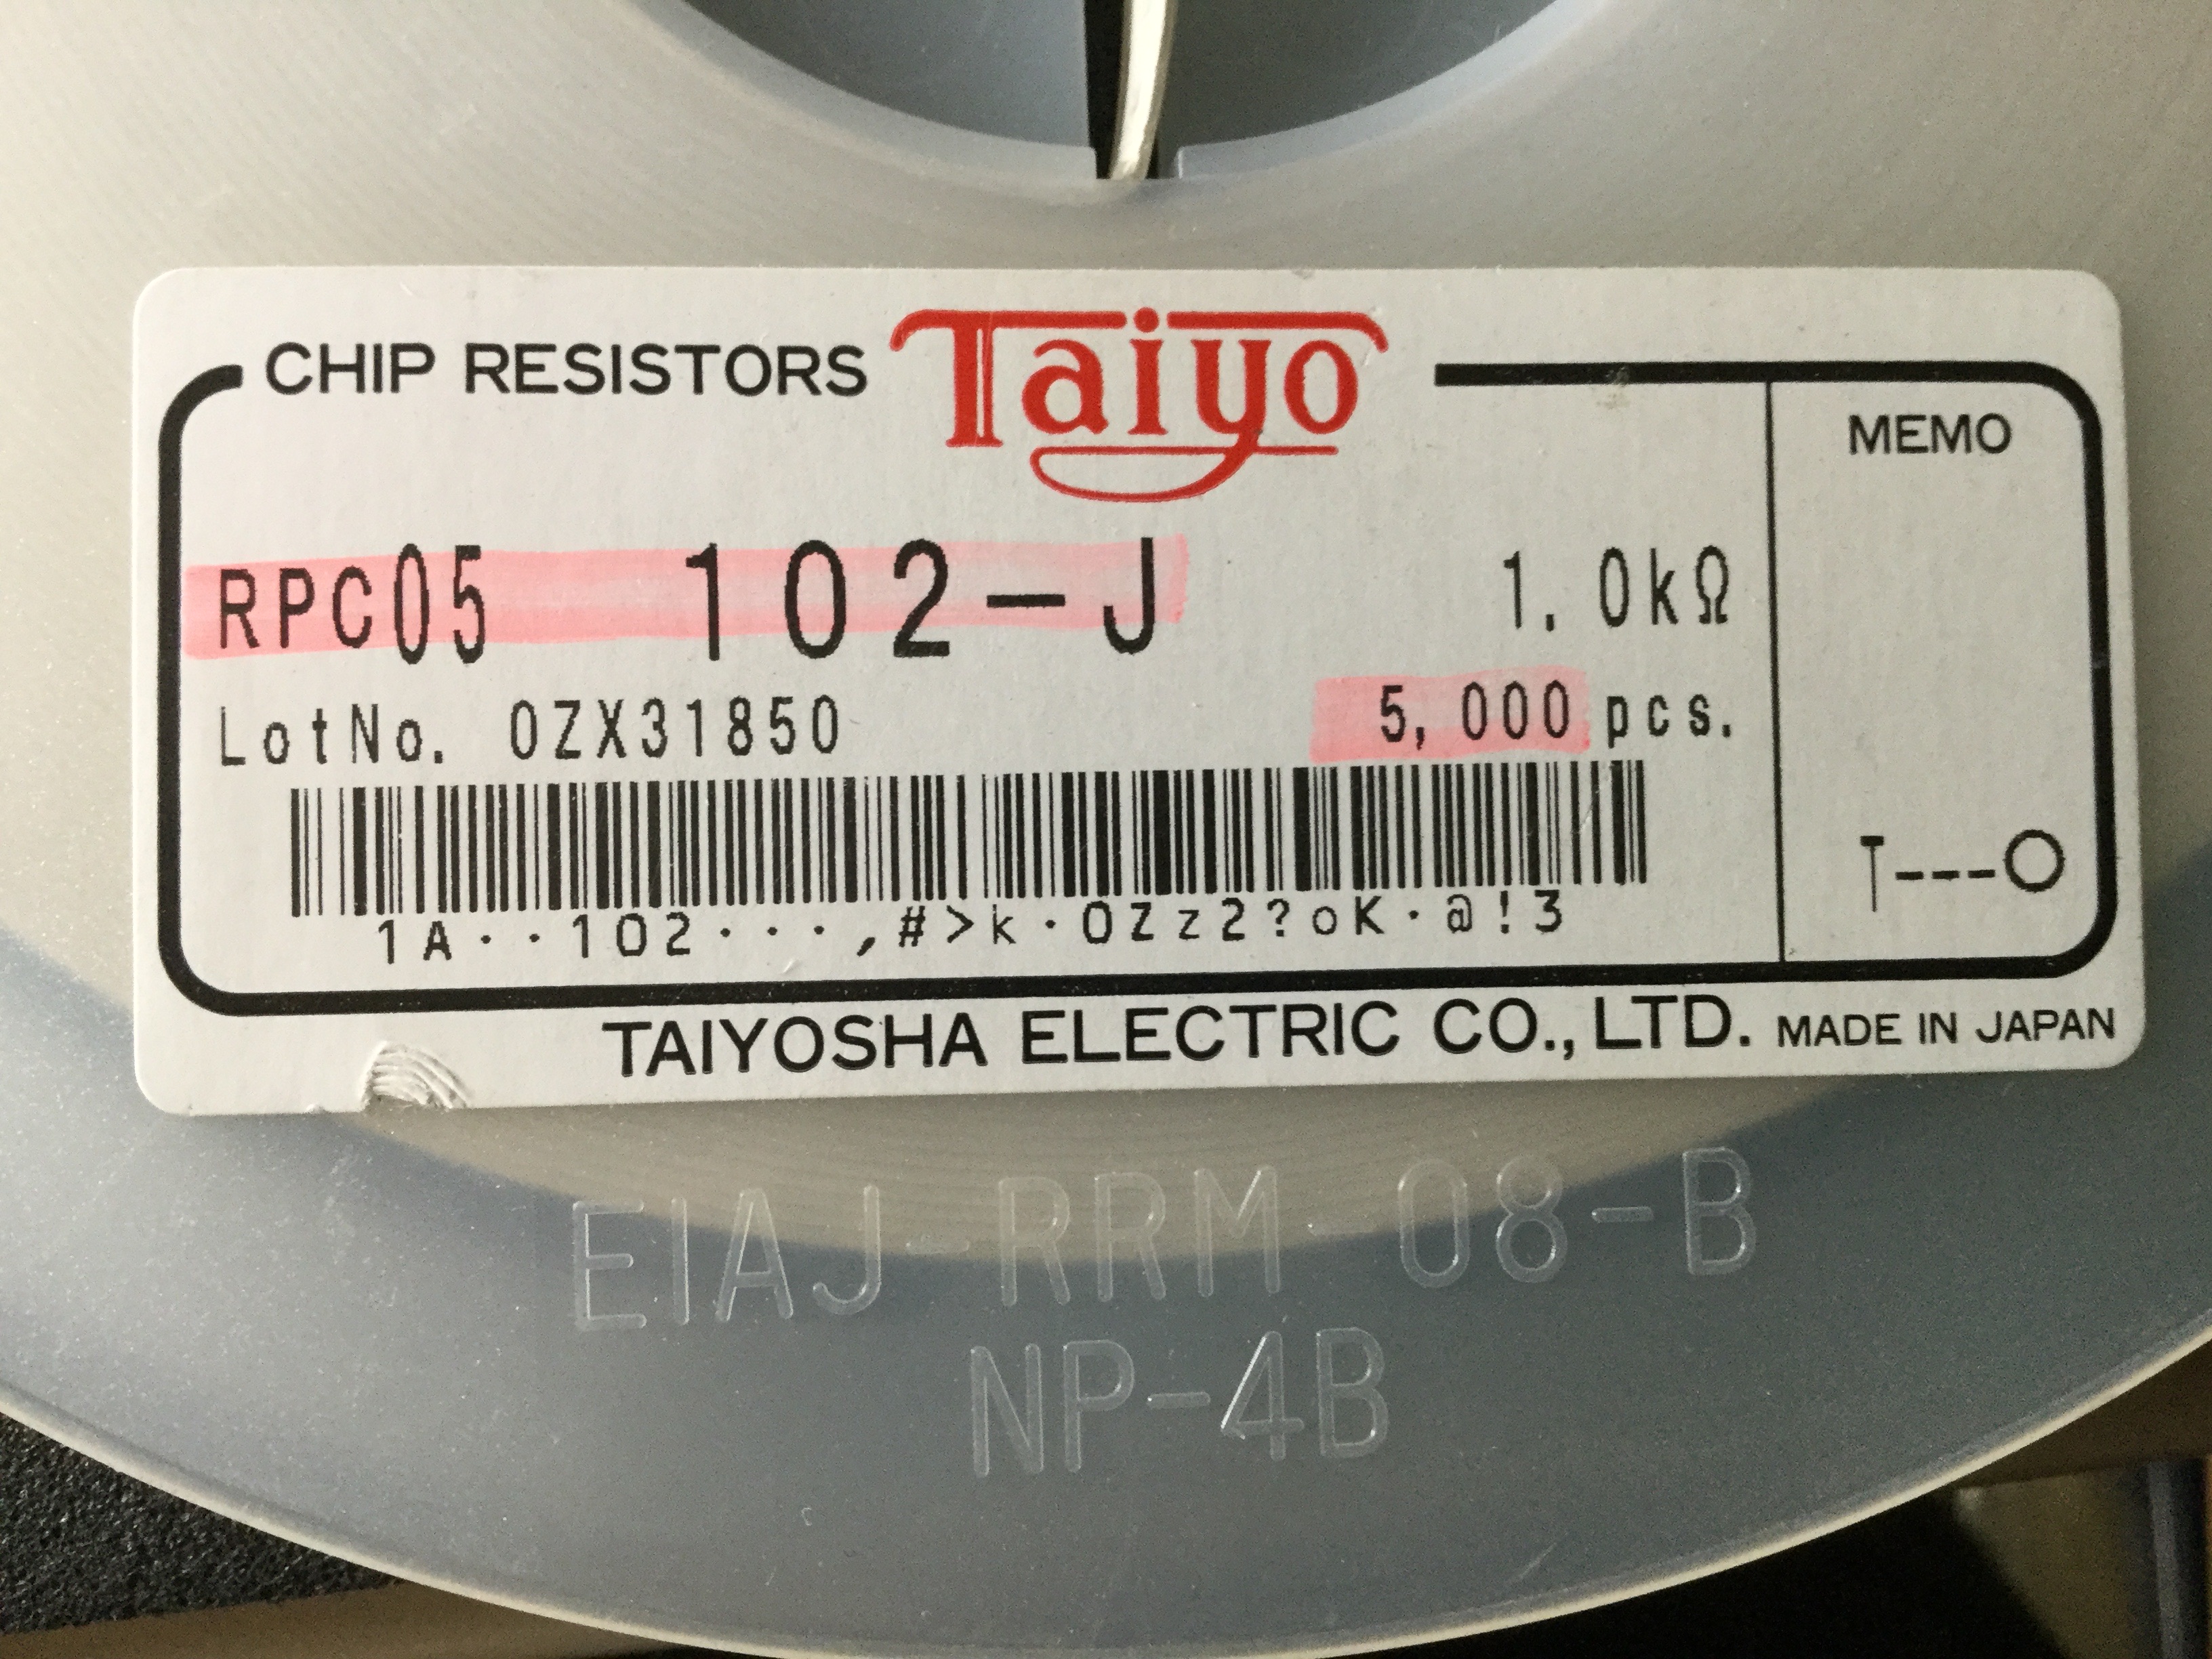 CHIP RESISTORS Taiyo
MEMO
RPC05 102-J 1.0kΩ
LotNo. 0ZX31850 5,000 pcs.
1A··102···,#>k·0Zz2?oK·@!3
T---O
TAIYOSHA ELECTRIC CO.,LTD. MADE IN JAPAN
EIAJ-RRM-08-B
NP-4B